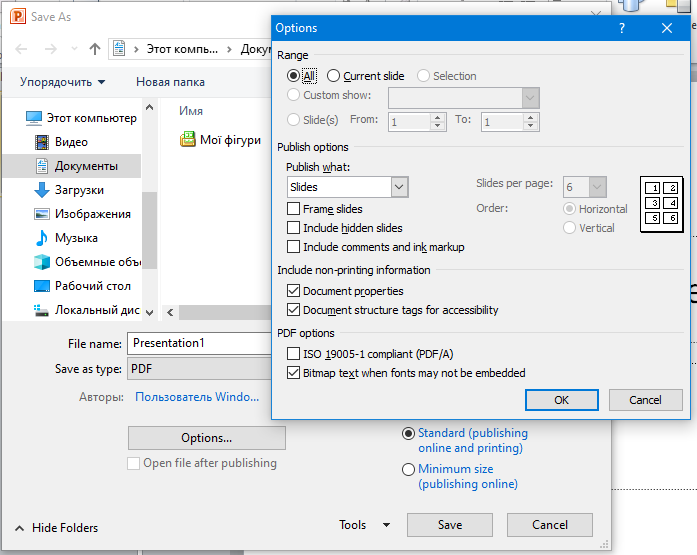 Save As
Этот компь... › Докум
Упорядочить
Новая папка
Этот компьютер
Видео
Документы
Загрузки
Изображения
Музыка
Объемные объ
Рабочий стол
Локальный дис
Имя
Мої фігури
File name: Presentation1
Save as type: PDF
Авторы: Пользователь Windo...
Options...
Open file after publishing
Standard (publishing
online and printing)
Minimum size
(publishing online)
Hide Folders
Tools
Save
Cancel
Options
?
Range
All
Current slide
Selection
Custom show:
Slide(s) From: 1 To: 1
Publish options
Publish what:
Slides
Slides per page: 6
Frame slides
Order: Horizontal
Include hidden slides
Vertical
Include comments and ink markup
1 2
3 4
5 6
Include non-printing information
Document properties
Document structure tags for accessibility
PDF options
ISO 19005-1 compliant (PDF/A)
Bitmap text when fonts may not be embedded
OK
Cancel